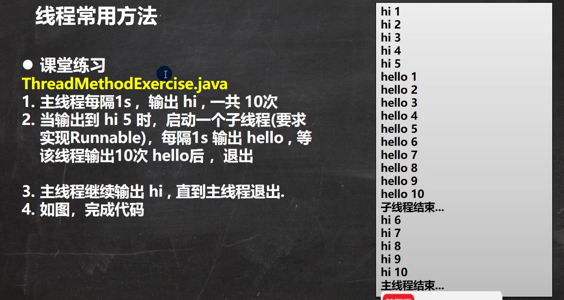 线程常用方法
● 课堂练习
ThreadMethodExercise.java
1. 主线程每隔1s ，输出 hi , 一共 10次
2. 当输出到 hi 5 时，启动一个子线程(要求
实现Runnable)，每隔1s 输出 hello , 等
该线程输出10次 hello后 ，退出
3. 主线程继续输出 hi , 直到主线程退出.
4. 如图，完成代码
hi 1
hi 2
hi 3
hi 4
hi 5
hello 1
hello 2
hello 3
hello 4
hello 5
hello 6
hello 7
hello 8
hello 9
hello 10
子线程结束...
hi 6
hi 7
hi 8
hi 9
hi 10
主线程结束...